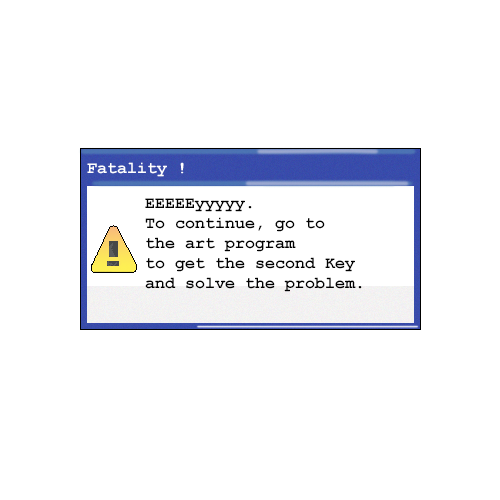 Fatality !
EEEEEyyyyy.
To continue, go to
the art program
to get the second Key
and solve the problem.